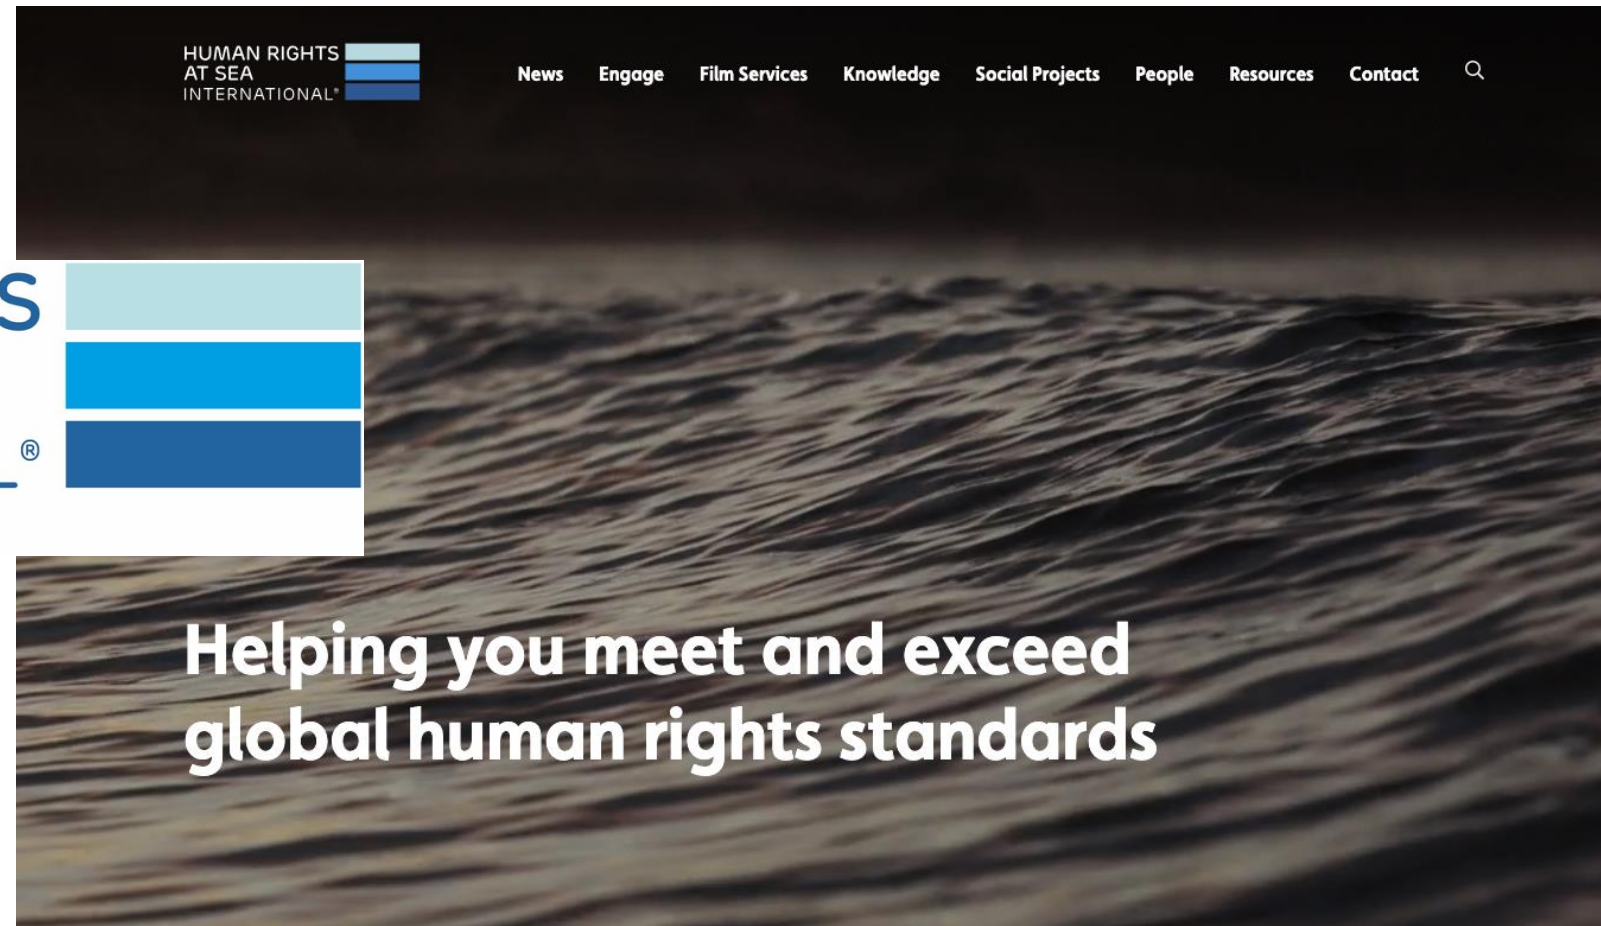 HUMAN RIGHTS
AT SEA
INTERNATIONAL®
News Engage Film Services Knowledge Social Projects People Resources Contact
S
®
Helping you meet and exceed
global human rights standards